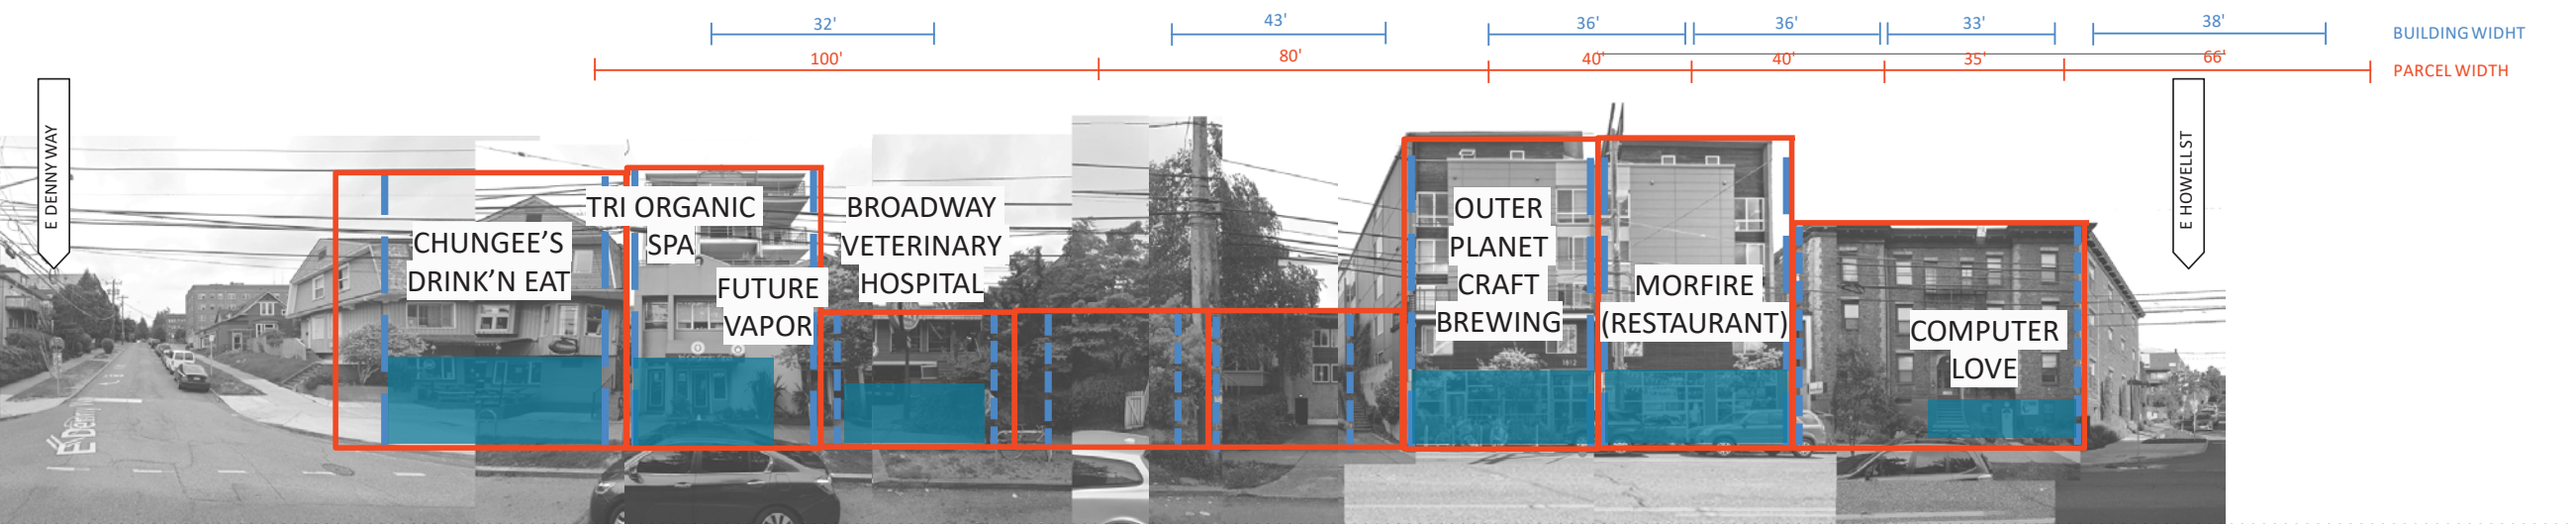 32'
43'
36'
36'
33'
38'
BUILDING WIDHT
100'
80'
40'
40'
35'
66'
PARCEL WIDTH
E DENNY WAY
E HOWELL ST
CHUNGEE'S
DRINK'N EAT
TRI ORGANIC
SPA
FUTURE
VAPOR
BROADWAY
VETERINARY
HOSPITAL
OUTER
PLANET
CRAFT
BREWING
MORFIRE
(RESTAURANT)
COMPUTER
LOVE
1812